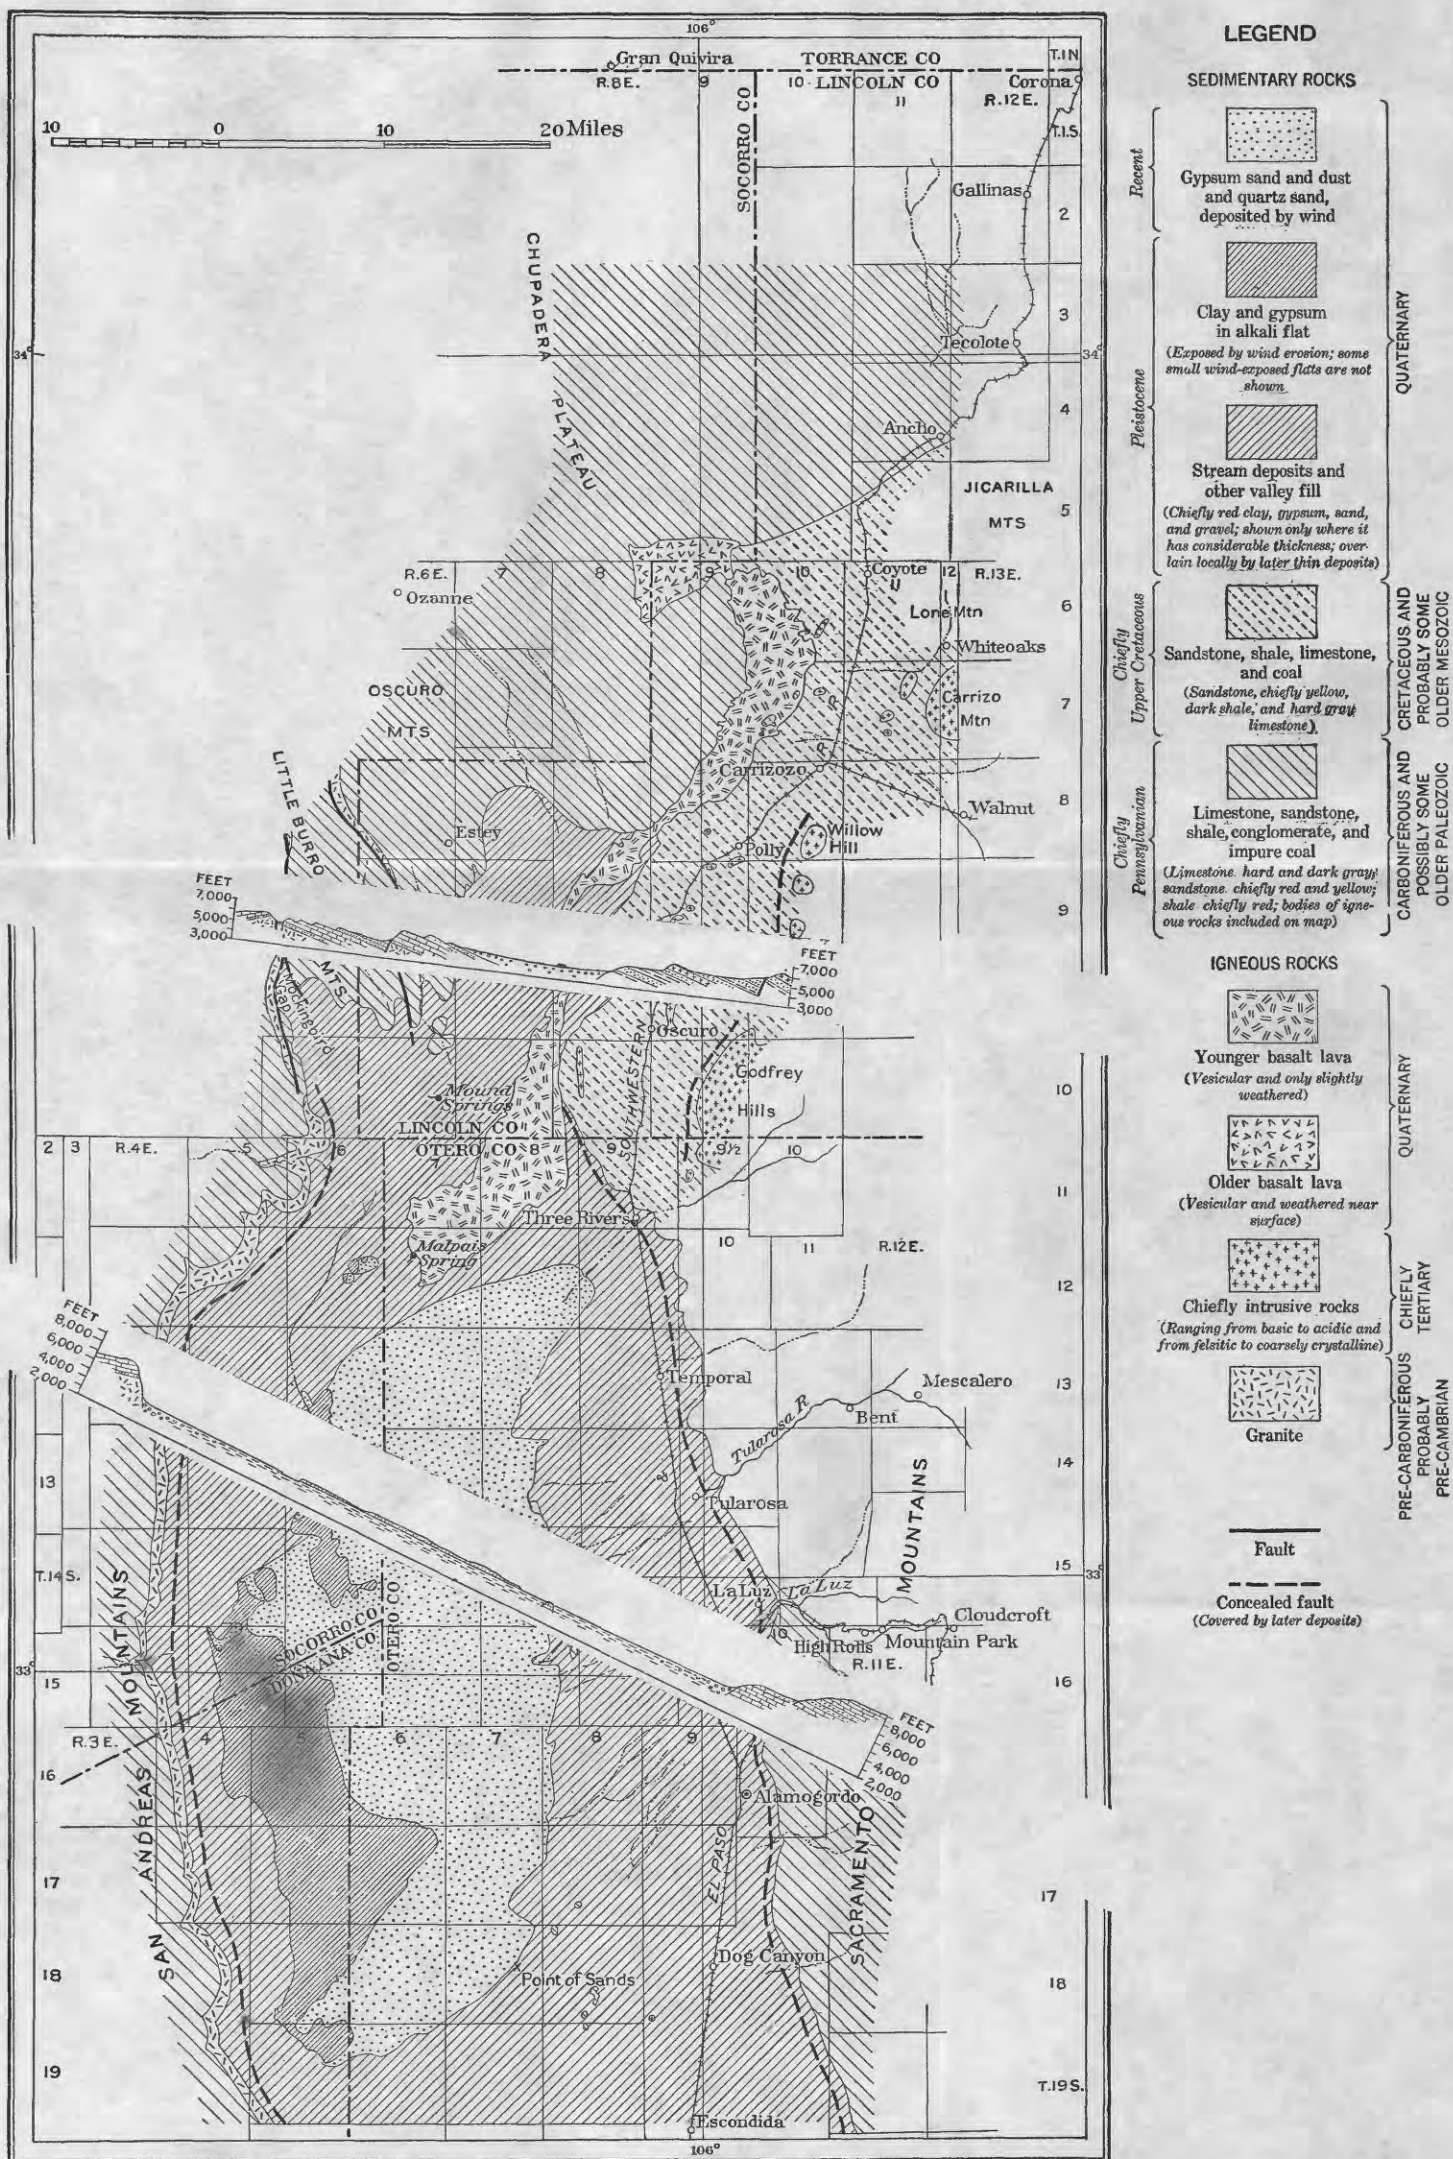 106°
Gran Quivira
TORRANCE CO
T.1N
R.8E.
9
10
LINCOLN CO
Corona
11
R.12E.
T.1.S.
10
0
10
20 Miles
SOCORRO CO
Gallinas
2
CHUPADERA
PLATEAU
3
Tecolote
34°
34°
4
Ancho
JICARILLA
MTS
5
R.6E.
7
8
9
10
Coyote
11
12
R.13E.
Ozanne
Lone Mtn
6
Whiteoaks
OSCURO
MTS
Carrizo
Mtn
7
R
R
LITTLE BURRO
MTS.
Carrizozo
8
Walnut
Estey
Willow
Hill
Polly
9
FEET
7,000
5,000
3,000
FEET
7,000
5,000
3,000
Mockingbird
Gap
Oscuro
SOUTHWESTERN
Godfrey
Hills
10
Mound
Springs
LINCOLN CO
OTERO CO
2
3
R.4E.
5
6
7
8
9
9½
10
11
Three Rivers
10
11
R.12E.
Malpais
Spring
12
FEET
8,000
6,000
4,000
2,000
Temporal
Mescalero
13
Bent
Tularosa R
14
13
R
Tularosa
MOUNTAINS
T.14S.
15
33°
La Luz
La Luz
Cloudcroft
10
High Rolls
Mountain Park
R.11E.
SOCORRO CO
DONA ANA CO
OTERO CO
33°
15
16
R.3E.
4
5
6
7
8
9
FEET
8,000
6,000
4,000
2,000
16
Alamogordo
SAN ANDREAS MOUNTAINS
SACRAMENTO
EL PASO
17
17
Dog Canyon
18
Point of Sands
18
19
T.19S.
Escondida
106°
LEGEND
SEDIMENTARY ROCKS
Recent
Gypsum sand and dust
and quartz sand,
deposited by wind
Pleistocene
Clay and gypsum
in alkali flat
(Exposed by wind erosion; some
small wind-exposed flats are not
shown
Stream deposits and
other valley fill
(Chiefly red clay, gypsum, sand,
and gravel; shown only where it
has considerable thickness; over-
lain locally by later thin deposits)
QUATERNARY
Chiefly
Upper Cretaceous
Sandstone, shale, limestone,
and coal
(Sandstone, chiefly yellow,
dark shale, and hard gray
limestone)
CRETACEOUS AND
PROBABLY SOME
OLDER MESOZOIC
Chiefly
Pennsylvanian
Limestone, sandstone,
shale, conglomerate, and
impure coal
(Limestone hard and dark gray;
sandstone chiefly red and yellow;
shale chiefly red; bodies of igne-
ous rocks included on map)
CARBONIFEROUS AND
POSSIBLY SOME
OLDER PALEOZOIC
IGNEOUS ROCKS
Younger basalt lava
(Vesicular and only slightly
weathered)
Older basalt lava
(Vesicular and weathered near
surface)
QUATERNARY
Chiefly intrusive rocks
(Ranging from basic to acidic and
from felsitic to coarsely crystalline)
CHIEFLY
TERTIARY
Granite
PRE-CARBONIFEROUS
PROBABLY
PRE-CAMBRIAN
Fault
Concealed fault
(Covered by later deposits)